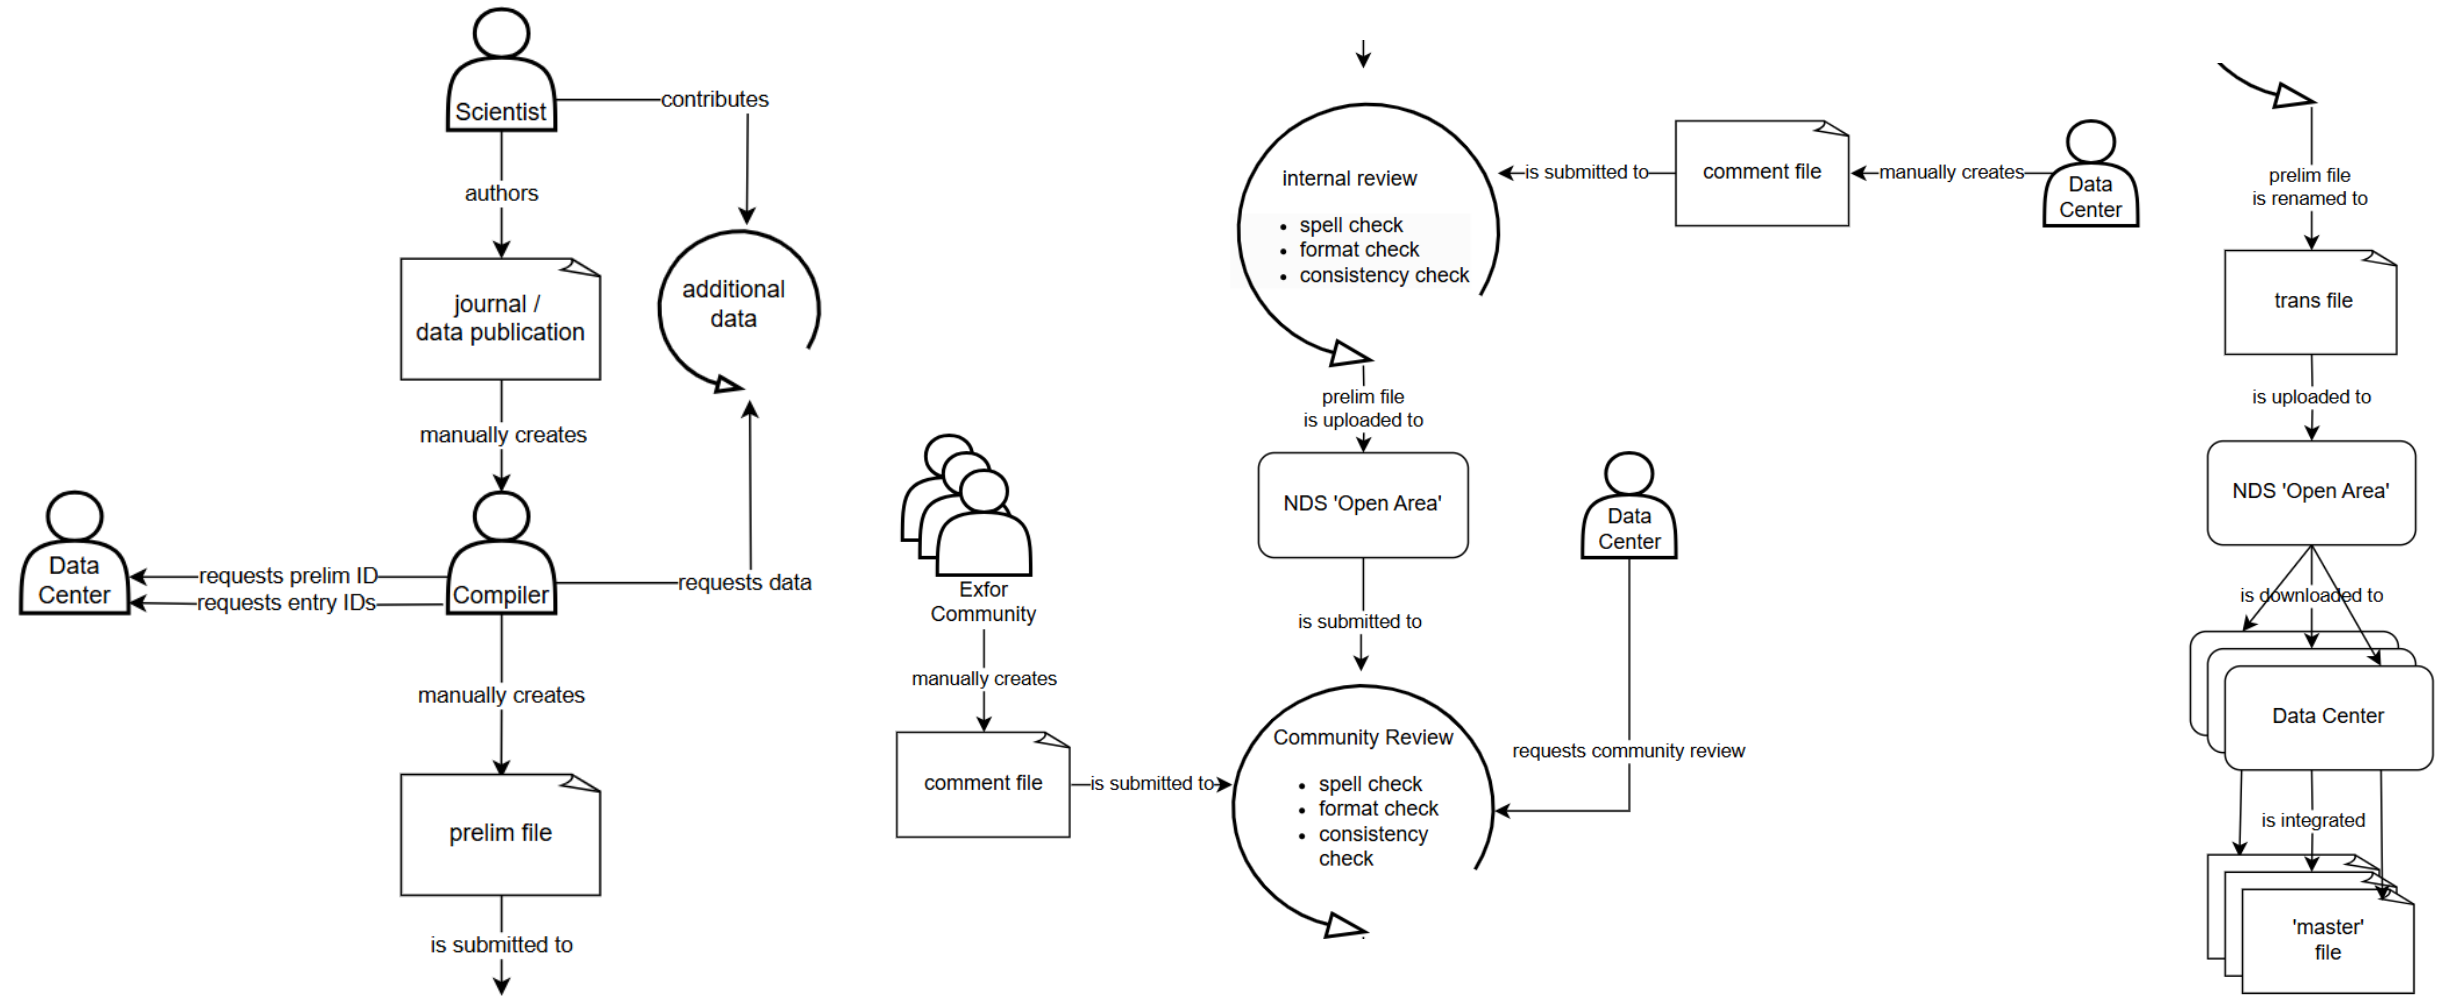 Scientist
contributes
authors
journal /
data publication
additional
data
manually creates
Data
Center
requests prelim ID
requests entry IDs
Compiler
requests data
manually creates
prelim file
is submitted to
internal review
• spell check
• format check
• consistency check
is submitted to
comment file
manually creates
Data
Center
prelim file
is uploaded to
NDS 'Open Area'
Data
Center
Exfor
Community
is submitted to
manually creates
requests community review
comment file
is submitted to
Community Review
• spell check
• format check
• consistency
check
prelim file
is renamed to
trans file
is uploaded to
NDS 'Open Area'
is downloaded to
Data Center
is integrated
'master'
file